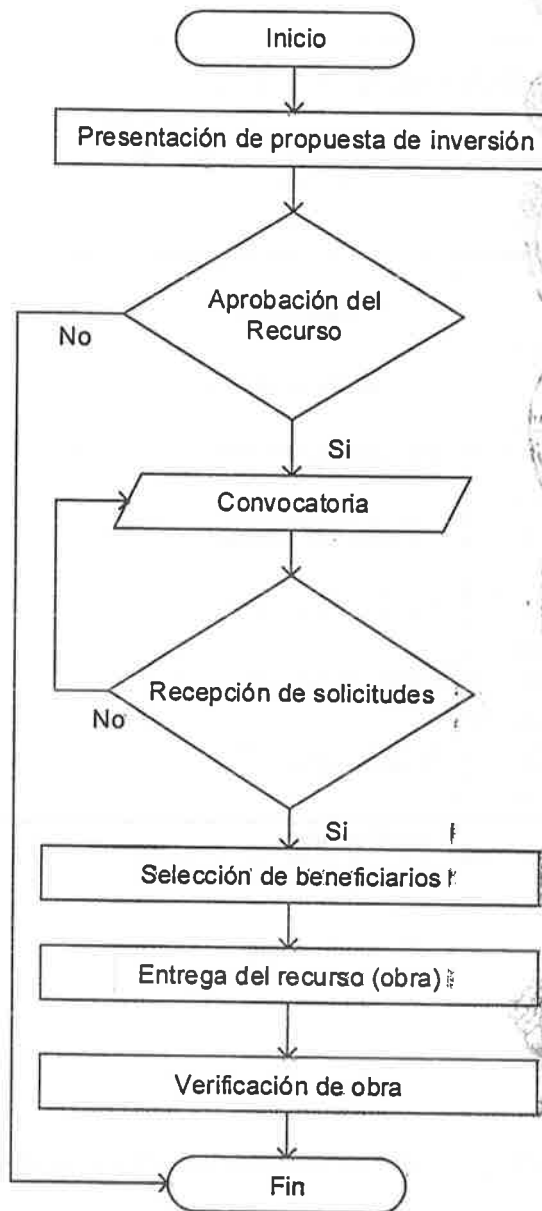 Inicio
Presentación de propuesta de inversión
Aprobación del
Recurso
No
Si
Convocatoria
Recepción de solicitudes
No
Si
Selección de beneficiarios
Entrega del recurso (obra)
Verificación de obra
Fin